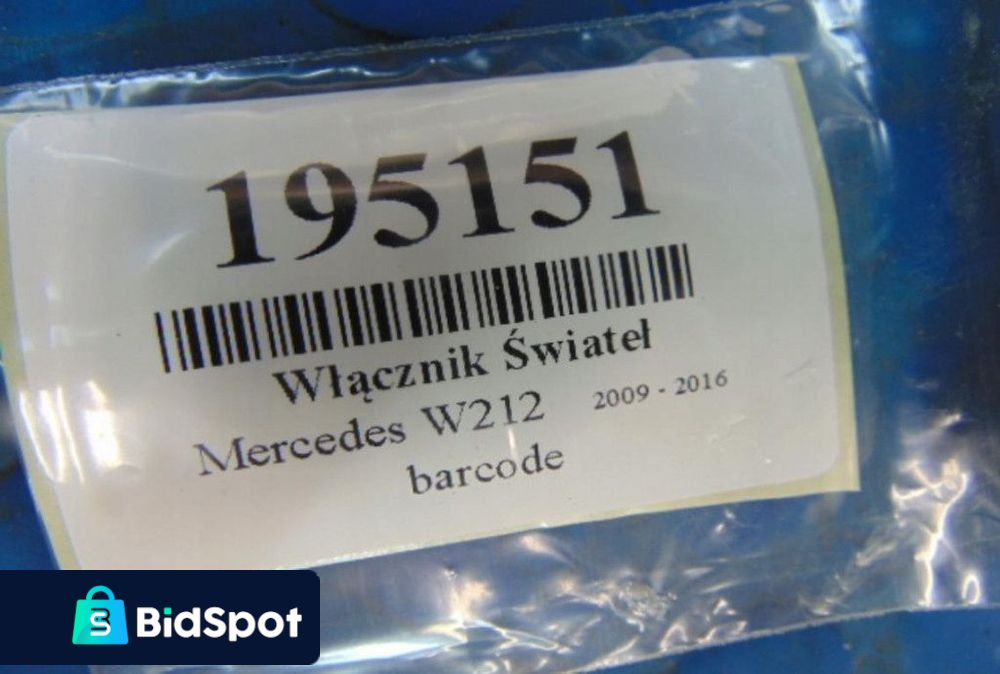 195151
Włącznik Świateł
Mercedes W212 2009 - 2016
barcode
BidSpot